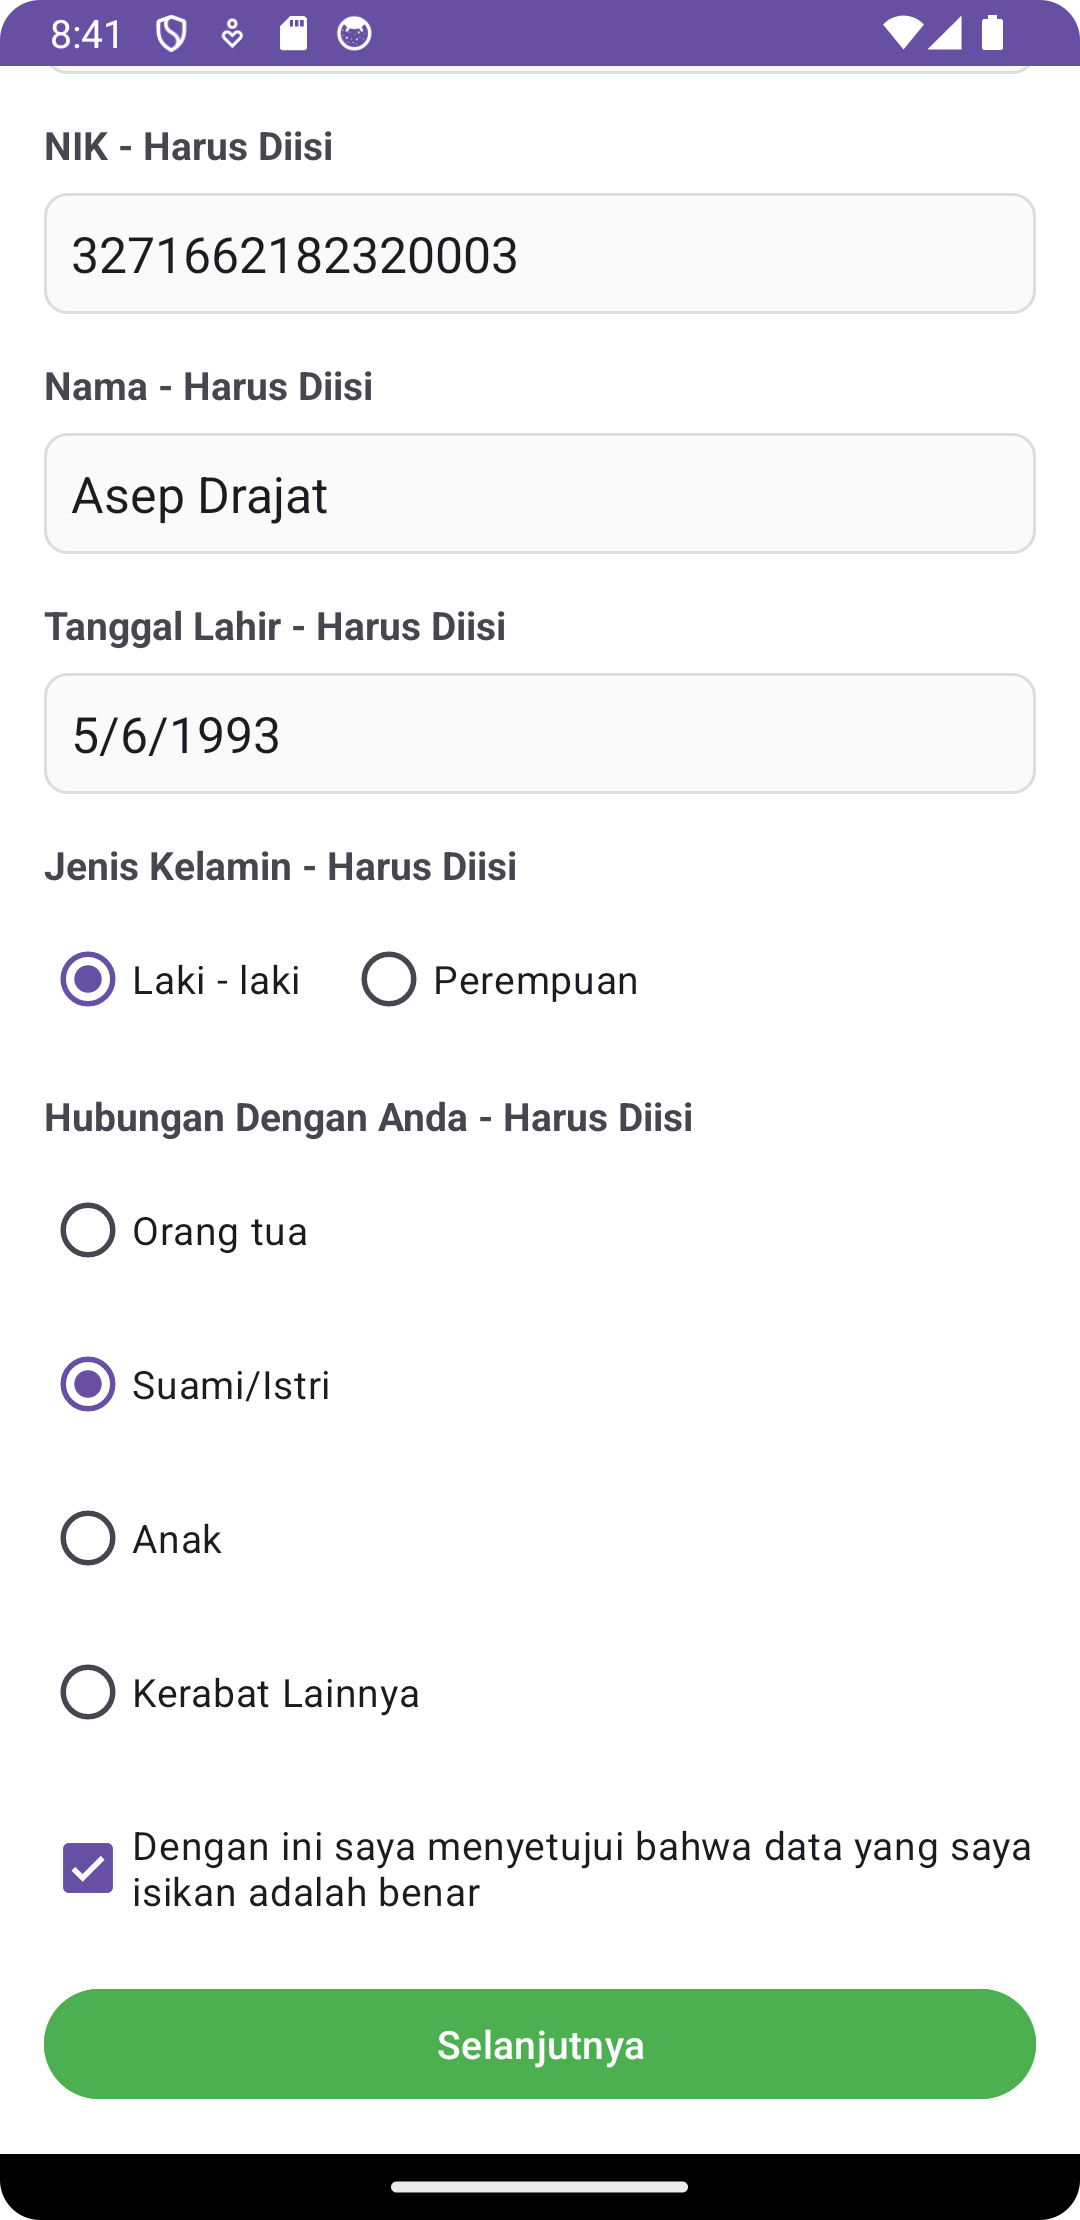 8:41
NIK - Harus Diisi
3271662182320003
Nama - Harus Diisi
Asep Drajat
Tanggal Lahir - Harus Diisi
5/6/1993
Jenis Kelamin - Harus Diisi
Laki - laki Perempuan
Hubungan Dengan Anda - Harus Diisi
Orang tua
Suami/Istri
Anak
Kerabat Lainnya
Dengan ini saya menyetujui bahwa data yang saya
isikan adalah benar
Selanjutnya